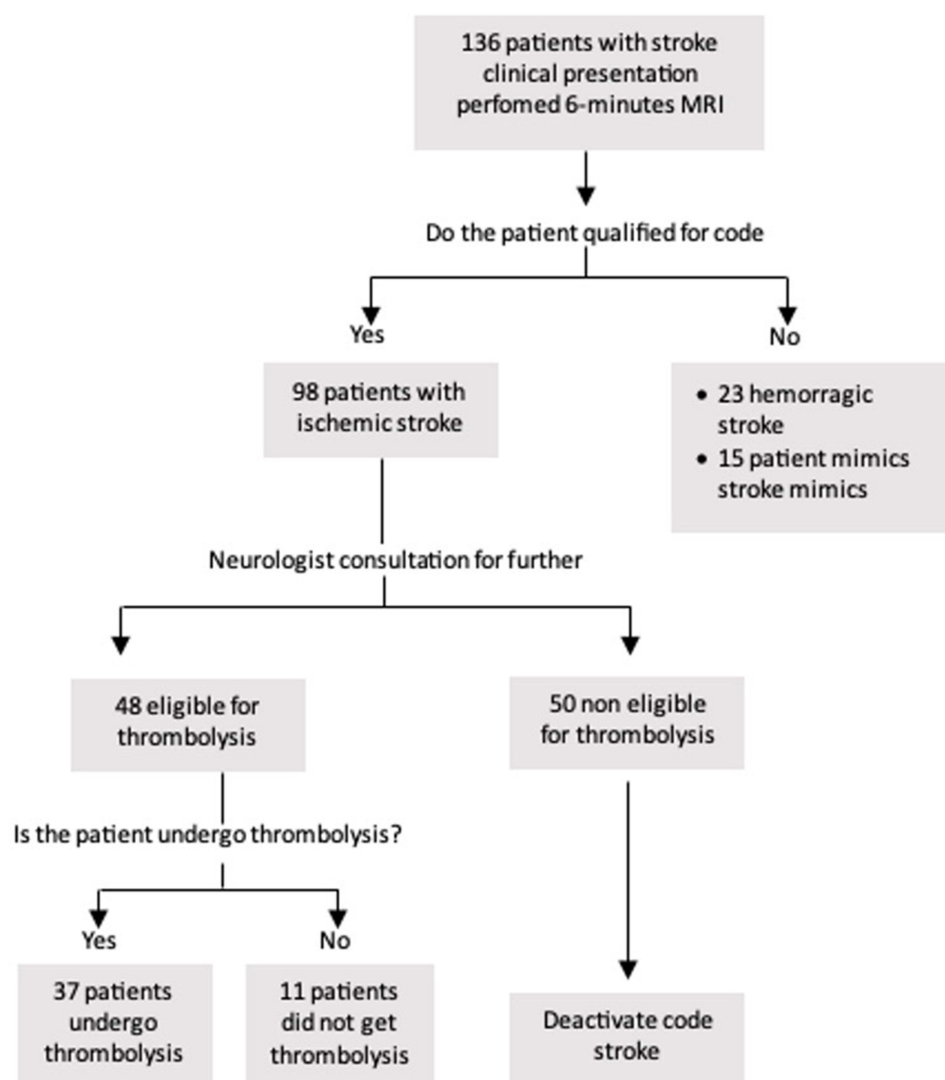 136 patients with stroke
clinical presentation
perfomed 6-minutes MRI
Do the patient qualified for code
Yes
No
98 patients with
ischemic stroke
• 23 hemorragic
stroke
• 15 patient mimics
stroke mimics
Neurologist consultation for further
48 eligible for
thrombolysis
50 non eligible
for thrombolysis
Is the patient undergo thrombolysis?
Yes
No
37 patients
undergo
thrombolysis
11 patients
did not get
thrombolysis
Deactivate code
stroke